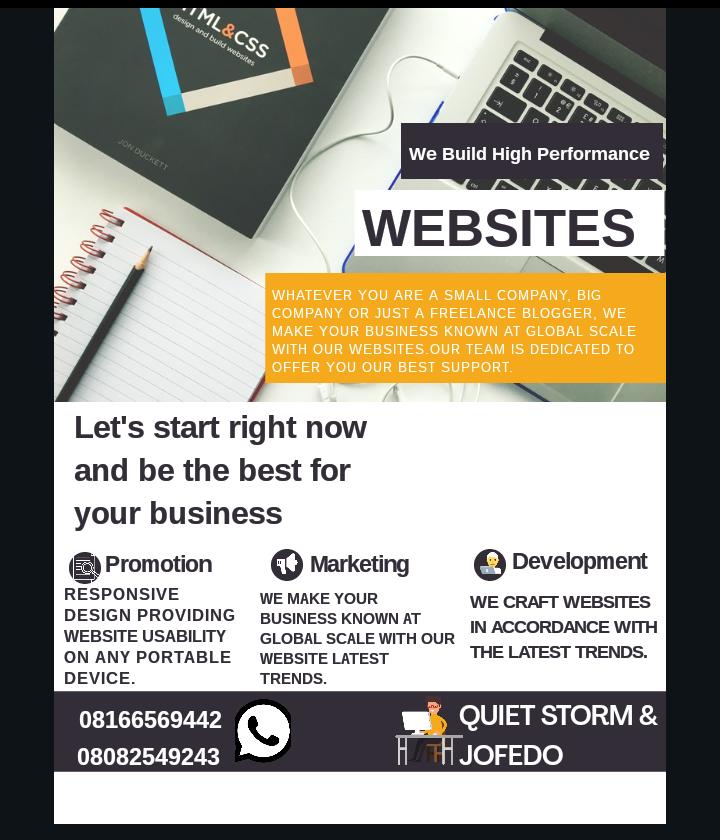 HTML&CSS
design and build websites
JON DUCKETT
We Build High Performance
WEBSITES
WHATEVER YOU ARE A SMALL COMPANY, BIG
COMPANY OR JUST A FREELANCE BLOGGER, WE
MAKE YOUR BUSINESS KNOWN AT GLOBAL SCALE
WITH OUR WEBSITES.OUR TEAM IS DEDICATED TO
OFFER YOU OUR BEST SUPPORT.
Let's start right now
and be the best for
your business
Promotion
RESPONSIVE
DESIGN PROVIDING
WEBSITE USABILITY
ON ANY PORTABLE
DEVICE.
Marketing
WE MAKE YOUR
BUSINESS KNOWN AT
GLOBAL SCALE WITH OUR
WEBSITE LATEST
TRENDS.
Development
WE CRAFT WEBSITES
IN ACCORDANCE WITH
THE LATEST TRENDS.
08166569442
08082549243
QUIET STORM &
JOFEDO